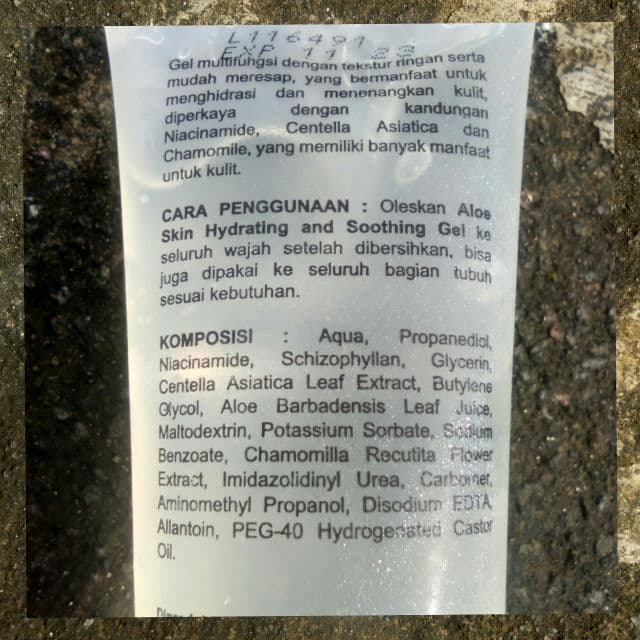 L116491
EXP 11 23
Gel multifungsi dengan tekstur ringan serta
mudah meresap, yang bermanfaat untuk
menghidrasi dan menenangkan kulit,
diperkaya dengan kandungan
Niacinamide, Centella Asiatica dan
Chamomile, yang memiliki banyak manfaat
untuk kulit.
CARA PENGGUNAAN : Oleskan Aloe
Skin Hydrating and Soothing Gel ke
seluruh wajah setelah dibersihkan, bisa
juga dipakai ke seluruh bagian tubuh
sesuai kebutuhan.
KOMPOSISI : Aqua, Propanediol,
Niacinamide, Schizophyllan, Glycerin,
Centella Asiatica Leaf Extract, Butylene
Glycol, Aloe Barbadensis Leaf Juice,
Maltodextrin, Potassium Sorbate, Sodium
Benzoate, Chamomilla Recutita Flower
Extract, Imidazolidinyl Urea, Carbomer,
Aminomethyl Propanol, Disodium EDTA
Allantoin, PEG-40 Hydrogenated Castor
Oil.